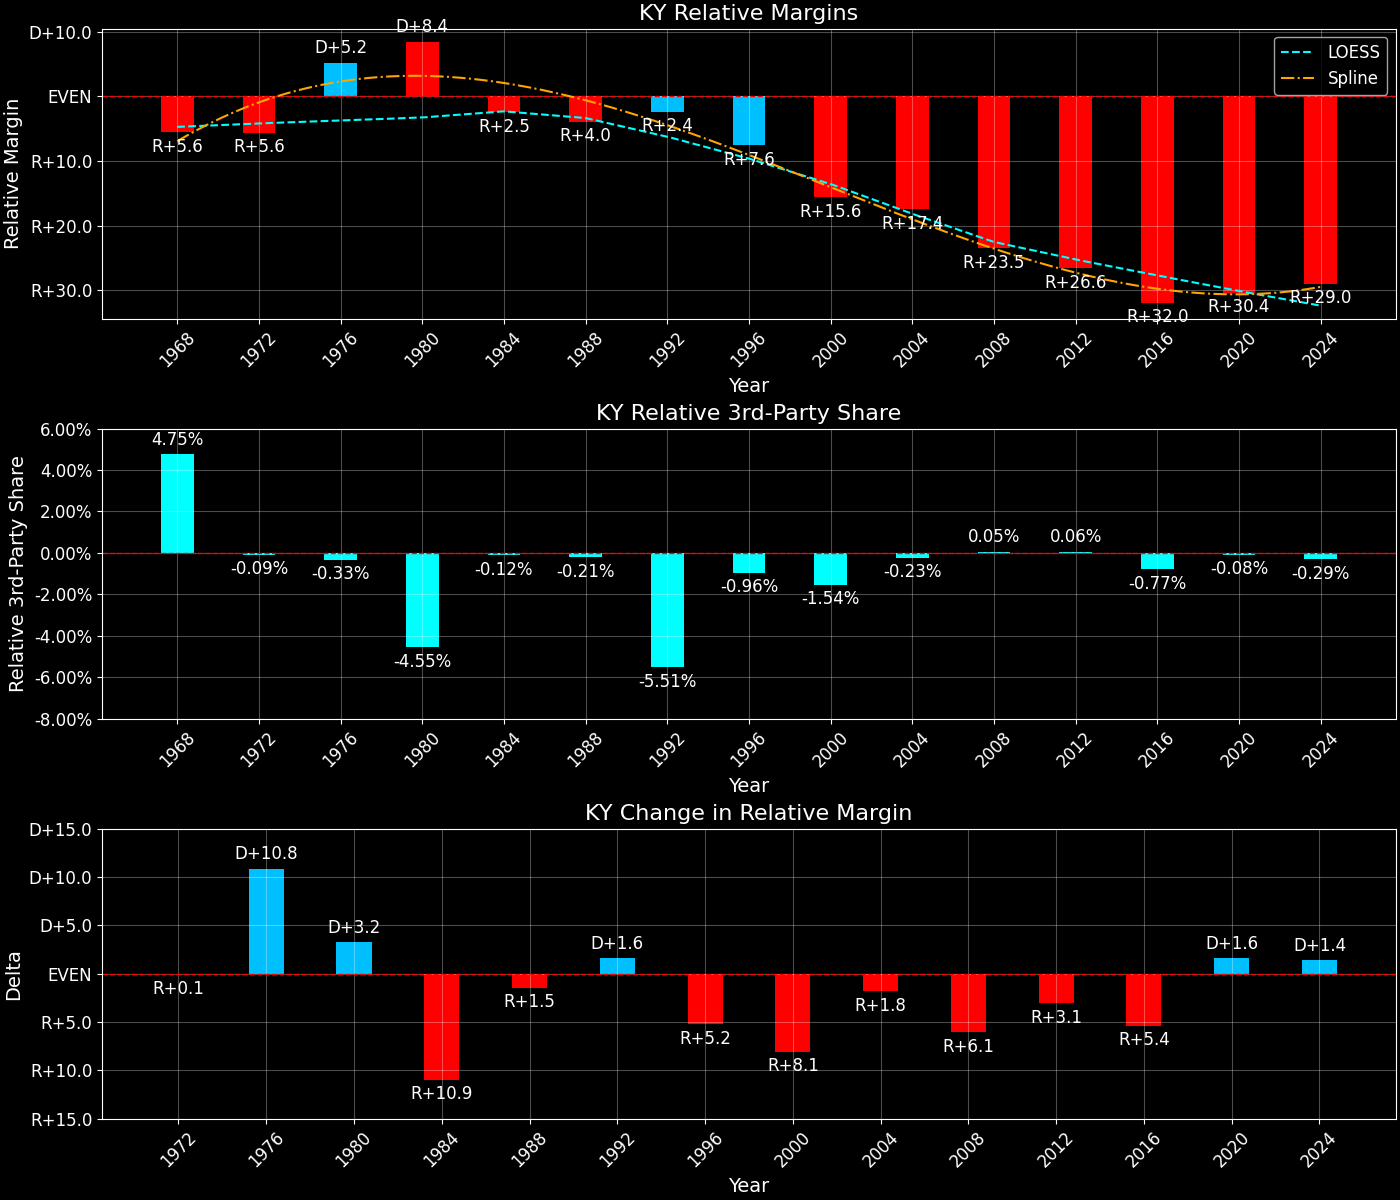 KY Relative Margins
Relative Margin
D+10.0
EVEN
R+10.0
R+20.0
R+30.0
LOESS
Spline
R+5.6
R+5.6
D+5.2
D+8.4
R+2.5
R+4.0
R+2.4
R+7.6
R+15.6
R+17.4
R+23.5
R+26.6
R+32.0
R+30.4
R+29.0
1968
1972
1976
1980
1984
1988
1992
1996
2000
2004
2008
2012
2016
2020
2024
Year
KY Relative 3rd-Party Share
Relative 3rd-Party Share
6.00%
4.00%
2.00%
0.00%
-2.00%
-4.00%
-6.00%
-8.00%
4.75%
-0.09%
-0.33%
-4.55%
-0.12%
-0.21%
-5.51%
-0.96%
-1.54%
-0.23%
0.05%
0.06%
-0.77%
-0.08%
-0.29%
1968
1972
1976
1980
1984
1988
1992
1996
2000
2004
2008
2012
2016
2020
2024
Year
KY Change in Relative Margin
Delta
D+15.0
D+10.0
D+5.0
EVEN
R+5.0
R+10.0
R+15.0
R+0.1
D+10.8
D+3.2
R+10.9
R+1.5
D+1.6
R+5.2
R+8.1
R+1.8
R+6.1
R+3.1
R+5.4
D+1.6
D+1.4
1972
1976
1980
1984
1988
1992
1996
2000
2004
2008
2012
2016
2020
2024
Year